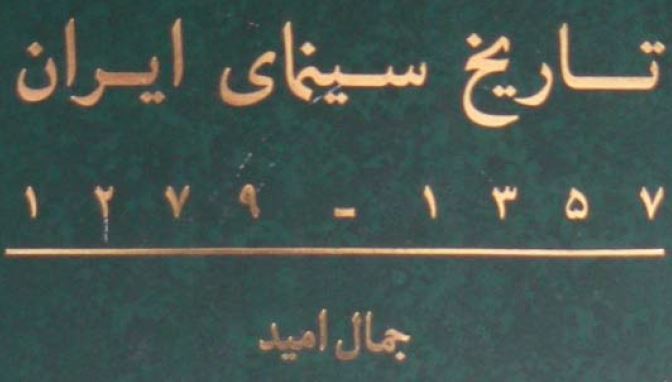 تاریخ سینمای ایران
۱۲۷۹ - ۱۳۵۷
جمال امید